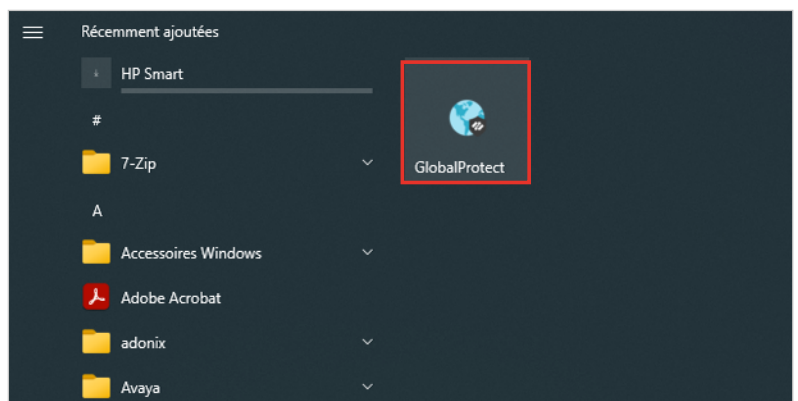 Récemment ajoutées
HP Smart
#
7-Zip
GlobalProtect
A
Accessoires Windows
Adobe Acrobat
adonix
Avaya